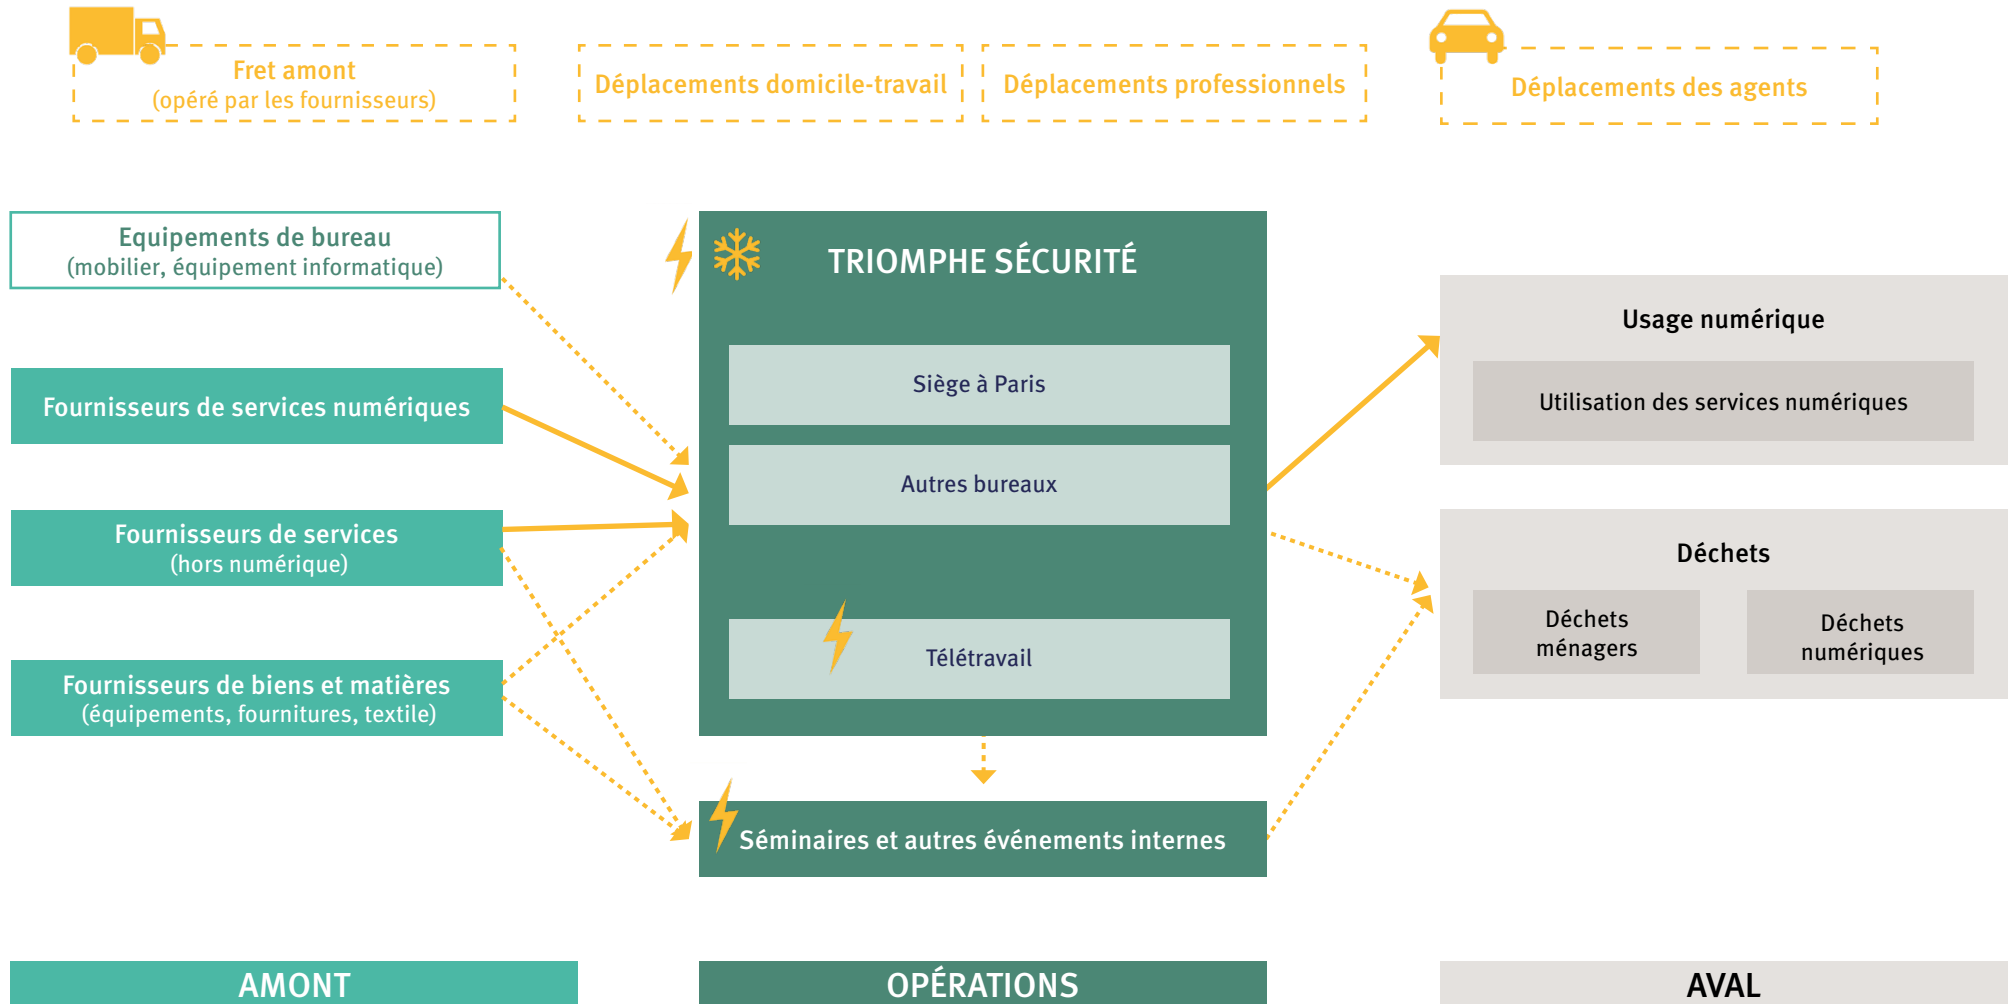 Fret amont
(opéré par les fournisseurs)
Déplacements domicile-travail
Déplacements professionnels
Déplacements des agents
Equipements de bureau
(mobilier, équipement informatique)
Fournisseurs de services numériques
Fournisseurs de services
(hors numérique)
Fournisseurs de biens et matières
(équipements, fournitures, textile)
TRIOMPHE SÉCURITÉ
Siège à Paris
Autres bureaux
Télétravail
Séminaires et autres événements internes
Usage numérique
Utilisation des services numériques
Déchets
Déchets
ménagers
Déchets
numériques
AMONT
OPÉRATIONS
AVAL